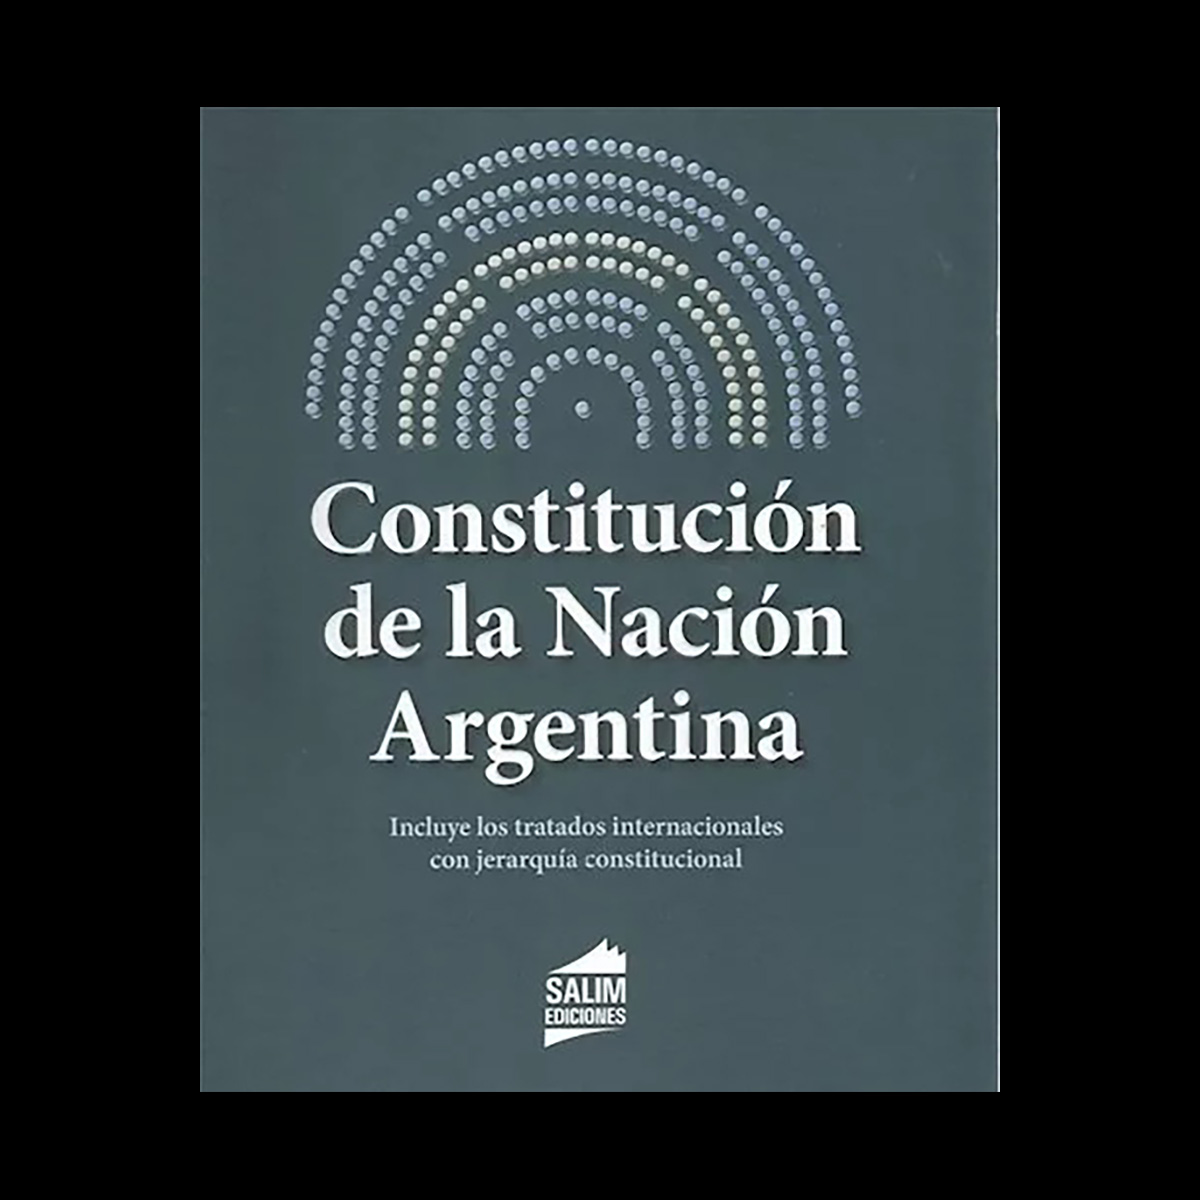 Constitución
de la Nación
Argentina
Incluye los tratados internacionales
con jerarquía constitucional
SALIM
EDICIONES